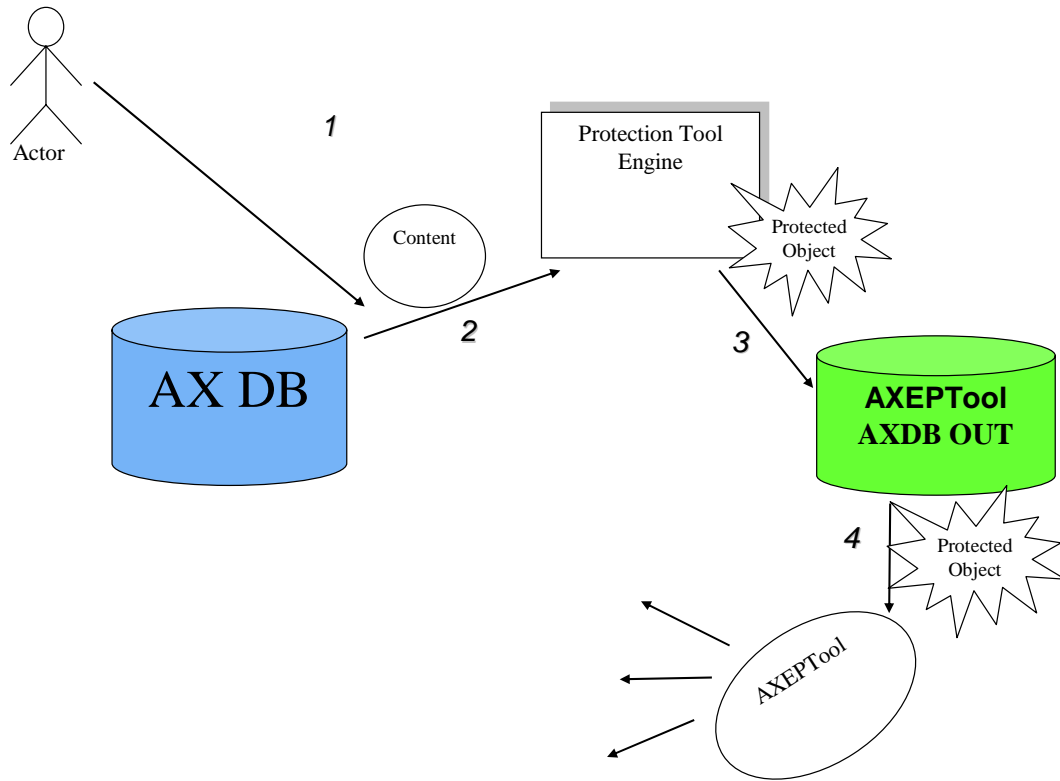 Actor
1
Content
2
Protection Tool
Engine
Protected
Object
3
AX DB
AXEPTool
AXDB OUT
4
Protected
Object
AXEPTool